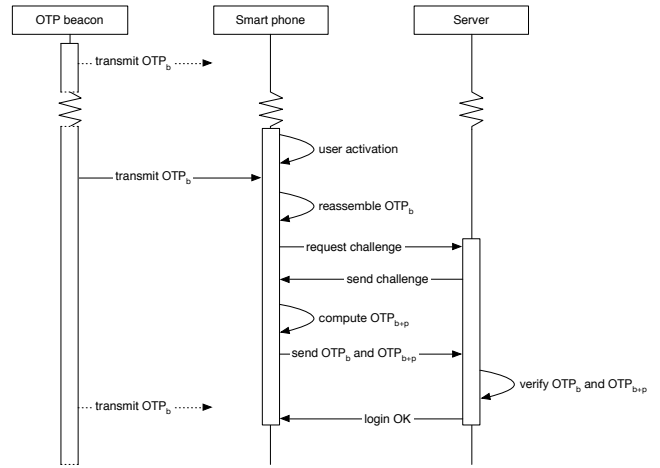 OTP beacon
Smart phone
Server
transmit OTP_b
user activation
transmit OTP_b
reassemble OTP_b
request challenge
send challenge
compute OTP_b+p
send OTP_b and OTP_b+p
verify OTP_b and OTP_b+p
transmit OTP_b
login OK